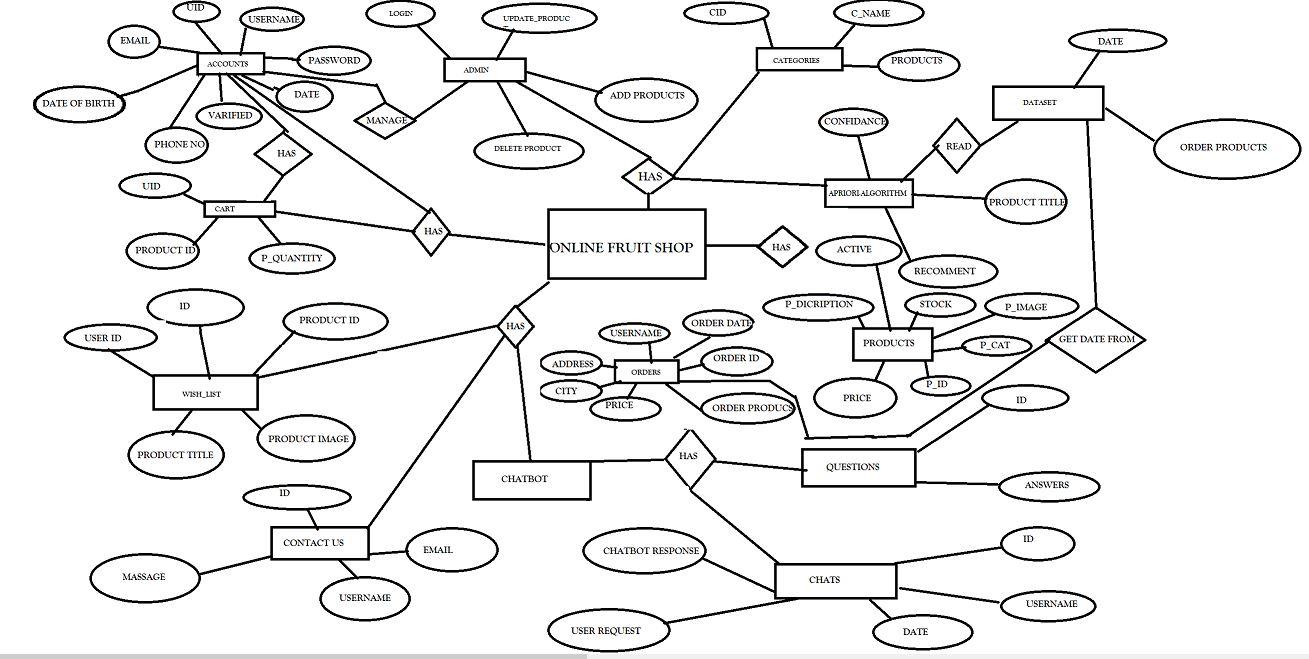 UID
USERNAME
EMAIL
ACCOUNTS
PASSWORD
DATE OF BIRTH
DATE
VARIFIED
PHONE NO
LOGIN
UPDATE_PRODUC
T
ADMIN
ADD PRODUCTS
MANAGE
DELETE PRODUCT
HAS
CID
C_NAME
CATEGORIES
PRODUCTS
DATE
DATASET
ORDER PRODUCTS
CONFIDANCE
READ
HAS
APRIORI ALGORITHM
PRODUCT TITLE
RECOMMENT
UID
CART
PRODUCT ID
P_QUANTITY
HAS
ONLINE FRUIT SHOP
HAS
ACTIVE
P_DICRIPTION
STOCK
P_IMAGE
PRODUCTS
P_CAT
P_ID
PRICE
GET DATE FROM
ID
PRODUCT ID
USER ID
WISH_LIST
PRODUCT TITLE
PRODUCT IMAGE
HAS
USERNAME
ORDER DATE
ADDRESS
ORDERS
ORDER ID
CITY
PRICE
ORDER PRODUCS
ID
CHATBOT
HAS
QUESTIONS
ANSWERS
ID
CONTACT US
EMAIL
MASSAGE
USERNAME
CHATBOT RESPONSE
CHATS
ID
USERNAME
USER REQUEST
DATE